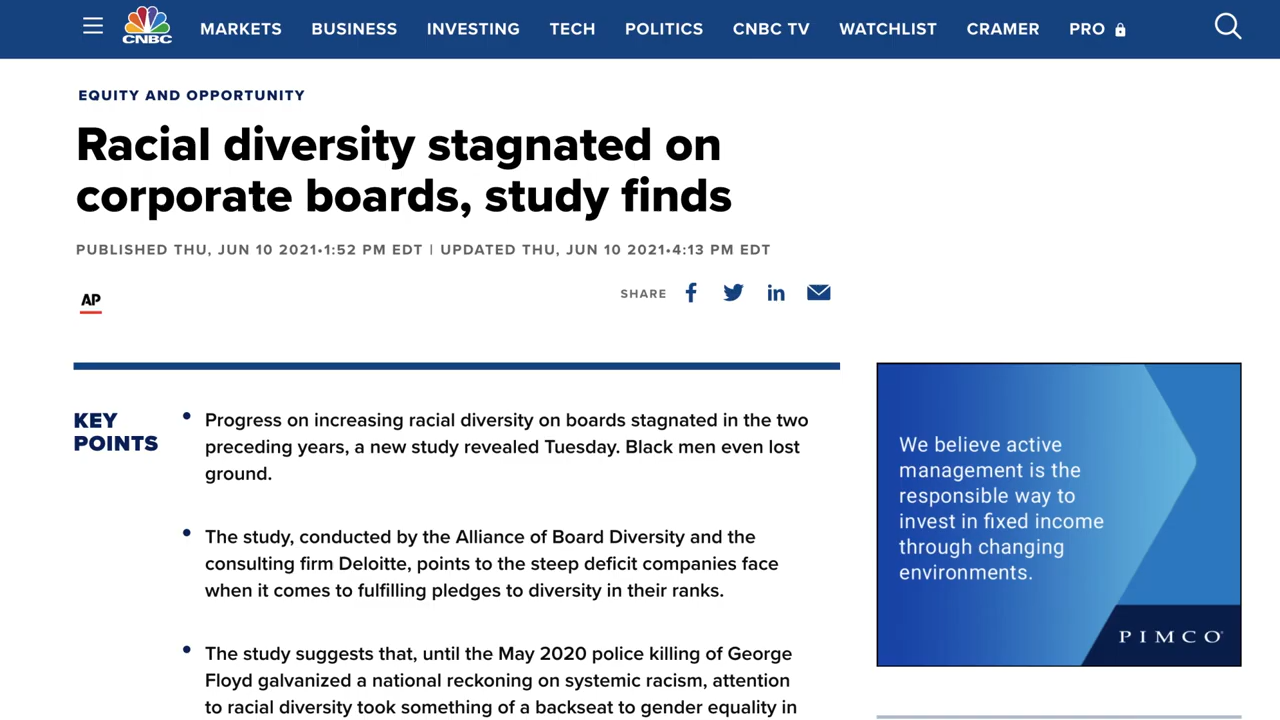 CNBC
MARKETS BUSINESS INVESTING TECH POLITICS CNBC TV WATCHLIST CRAMER PRO
EQUITY AND OPPORTUNITY
Racial diversity stagnated on
corporate boards, study finds
PUBLISHED THU, JUN 10 2021•1:52 PM EDT | UPDATED THU, JUN 10 2021•4:13 PM EDT
AP
SHARE
KEY
POINTS
• Progress on increasing racial diversity on boards stagnated in the two
preceding years, a new study revealed Tuesday. Black men even lost
ground.
• The study, conducted by the Alliance of Board Diversity and the
consulting firm Deloitte, points to the steep deficit companies face
when it comes to fulfilling pledges to diversity in their ranks.
• The study suggests that, until the May 2020 police killing of George
Floyd galvanized a national reckoning on systemic racism, attention
to racial diversity took something of a backseat to gender equality in
We believe active
management is the
responsible way to
invest in fixed income
through changing
environments.
PIMCO